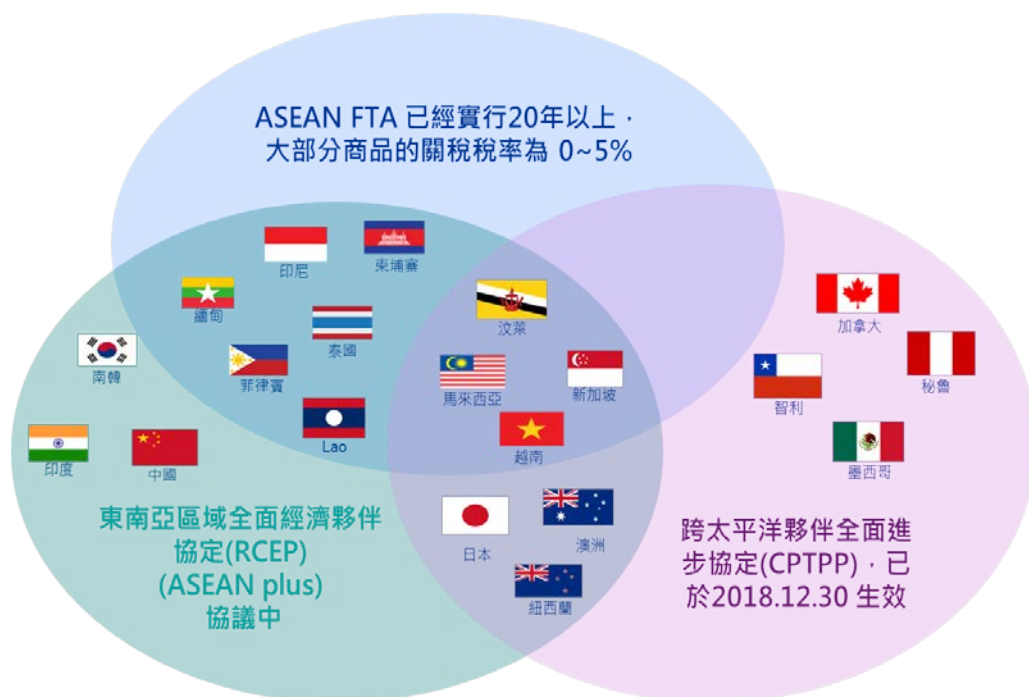 ASEAN FTA 已經實行20年以上，
大部分商品的關稅稅率為 0~5%
印尼
柬埔寨
緬甸
泰國
汶萊
加拿大
南韓
菲律賓
馬來西亞
新加坡
智利
秘魯
印度
中國
Lao
越南
墨西哥
日本
澳洲
紐西蘭
東南亞區域全面經濟夥伴
協定(RCEP)
(ASEAN plus)
協議中
跨太平洋夥伴全面進
步協定(CPTPP)，已
於2018.12.30 生效